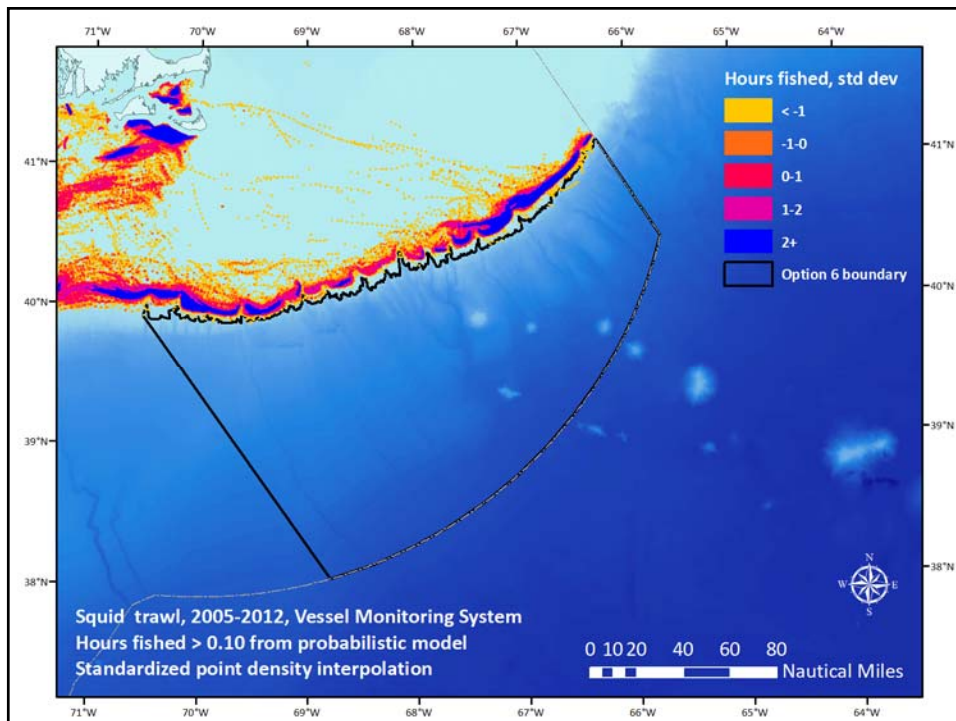 71°W 70°W 69°W 68°W 67°W 66°W 65°W 64°W
Hours fished, std dev
< -1
-1-0
0-1
1-2
2+
Option 6 boundary
41°N 41°N
40°N 40°N
39°N 39°N
38°N 38°N
N
W E
S
Squid trawl, 2005-2012, Vessel Monitoring System
Hours fished > 0.10 from probabilistic model
Standardized point density interpolation
0 10 20 40 60 80
Nautical Miles
71°W 70°W 69°W 68°W 67°W 66°W 65°W 64°W